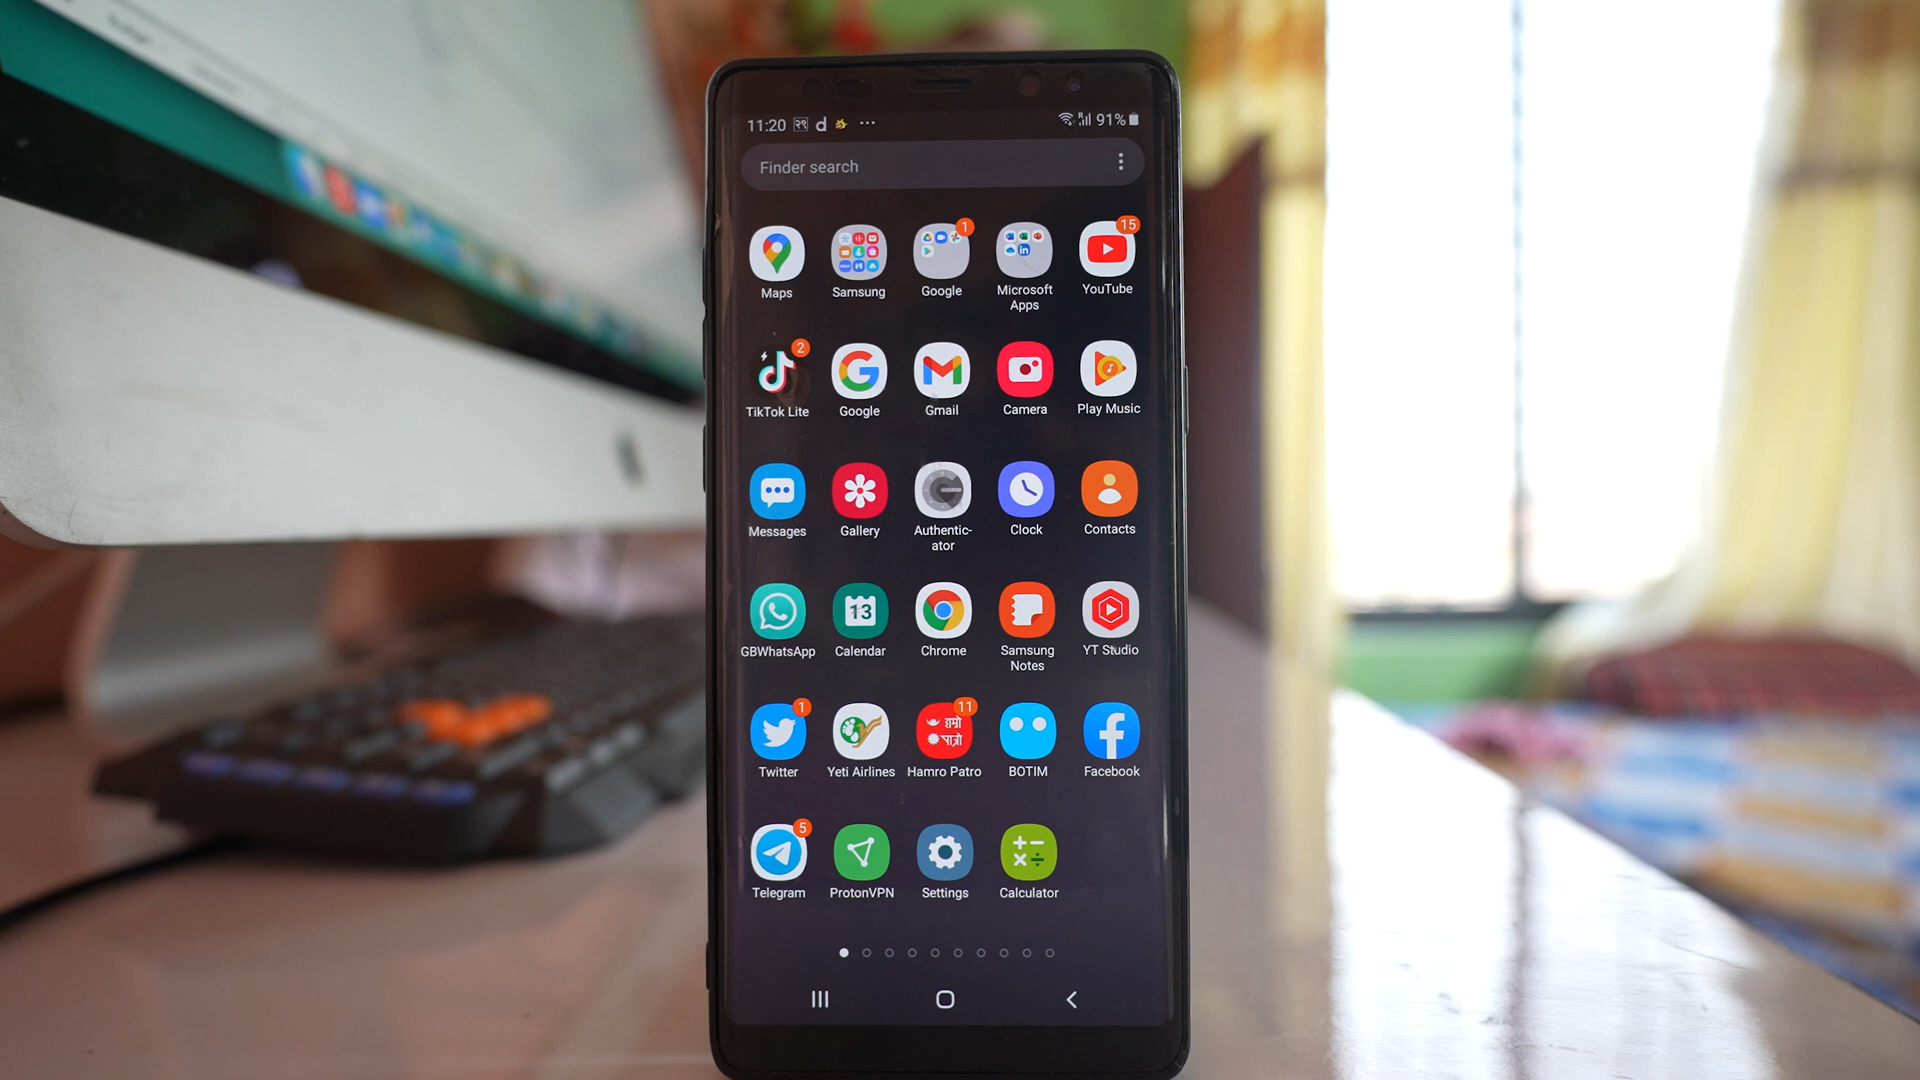 11:20 २९ d ... R 91%
Finder search
1 15
Maps Samsung Google Microsoft Apps YouTube
2
TikTok Lite Google Gmail Camera Play Music
Messages Gallery Authentic-ator Clock Contacts
13
GBWhatsApp Calendar Chrome Samsung Notes YT Studio
1 11
हाम्रो
पात्रो
Twitter Yeti Airlines Hamro Patro BOTIM Facebook
5
Telegram ProtonVPN Settings Calculator